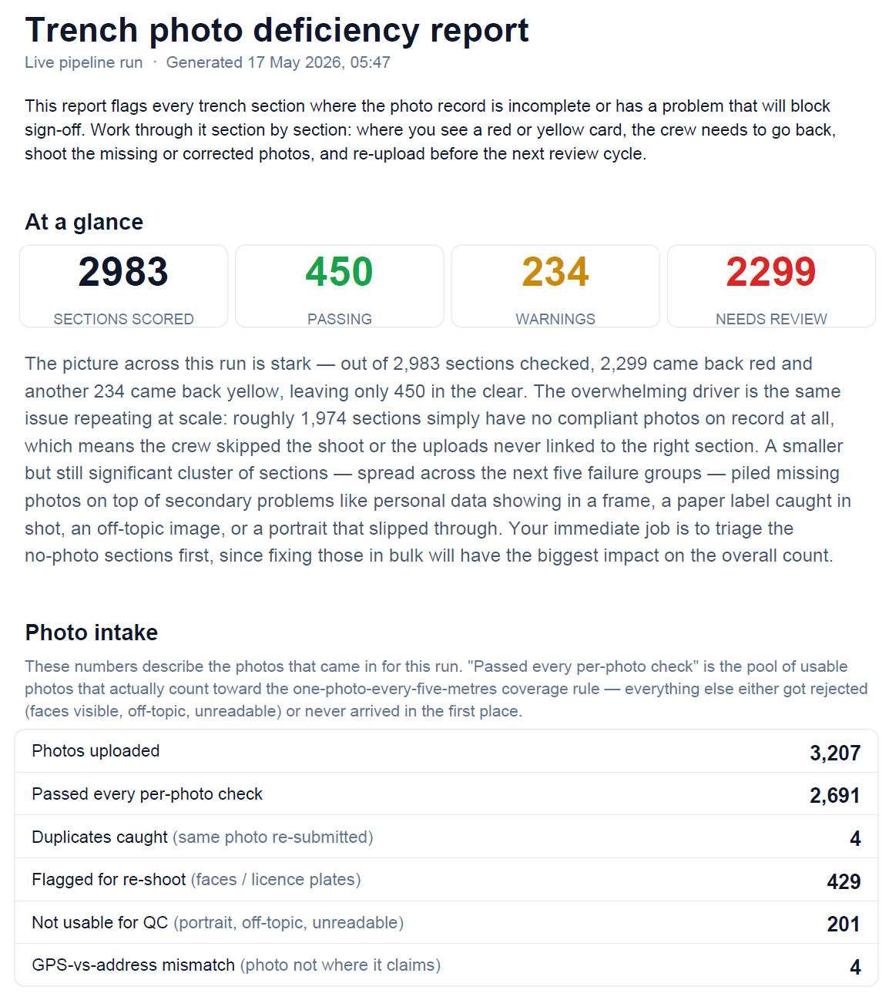 Trench photo deficiency report
Live pipeline run · Generated 17 May 2026, 05:47
This report flags every trench section where the photo record is incomplete or has a problem that will block
sign-off. Work through it section by section: where you see a red or yellow card, the crew needs to go back,
shoot the missing or corrected photos, and re-upload before the next review cycle.
At a glance
2983
SECTIONS SCORED
450
PASSING
234
WARNINGS
2299
NEEDS REVIEW
The picture across this run is stark — out of 2,983 sections checked, 2,299 came back red and
another 234 came back yellow, leaving only 450 in the clear. The overwhelming driver is the same
issue repeating at scale: roughly 1,974 sections simply have no compliant photos on record at all,
which means the crew skipped the shoot or the uploads never linked to the right section. A smaller
but still significant cluster of sections — spread across the next five failure groups — piled missing
photos on top of secondary problems like personal data showing in a frame, a paper label caught in
shot, an off-topic image, or a portrait that slipped through. Your immediate job is to triage the
no-photo sections first, since fixing those in bulk will have the biggest impact on the overall count.
Photo intake
These numbers describe the photos that came in for this run. "Passed every per-photo check" is the pool of usable
photos that actually count toward the one-photo-every-five-metres coverage rule — everything else either got rejected
(faces visible, off-topic, unreadable) or never arrived in the first place.
Photos uploaded 3,207
Passed every per-photo check 2,691
Duplicates caught (same photo re-submitted) 4
Flagged for re-shoot (faces / licence plates) 429
Not usable for QC (portrait, off-topic, unreadable) 201
GPS-vs-address mismatch (photo not where it claims) 4